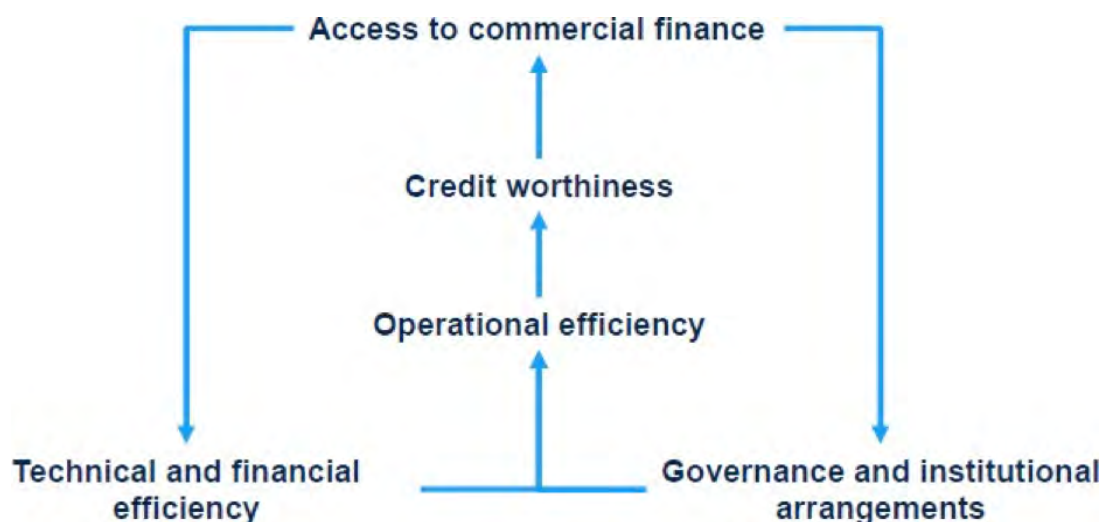 Access to commercial finance
Credit worthiness
Operational efficiency
Technical and financial
efficiency
Governance and institutional
arrangements